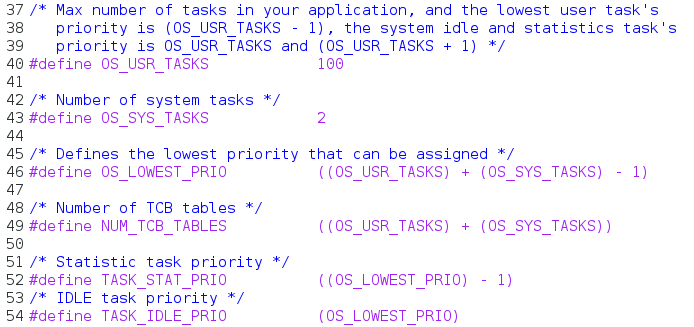 37 /* Max number of tasks in your application, and the lowest user task's
38    priority is (OS_USR_TASKS - 1), the system idle and statistics task's
39    priority is OS_USR_TASKS and (OS_USR_TASKS + 1) */
40 #define OS_USR_TASKS            100
41
42 /* Number of system tasks */
43 #define OS_SYS_TASKS            2
44
45 /* Defines the lowest priority that can be assigned */
46 #define OS_LOWEST_PRIO          ((OS_USR_TASKS) + (OS_SYS_TASKS) - 1)
47
48 /* Number of TCB tables */
49 #define NUM_TCB_TABLES          ((OS_USR_TASKS) + (OS_SYS_TASKS))
50
51 /* Statistic task priority */
52 #define TASK_STAT_PRIO          ((OS_LOWEST_PRIO) - 1)
53 /* IDLE task priority */
54 #define TASK_IDLE_PRIO          (OS_LOWEST_PRIO)